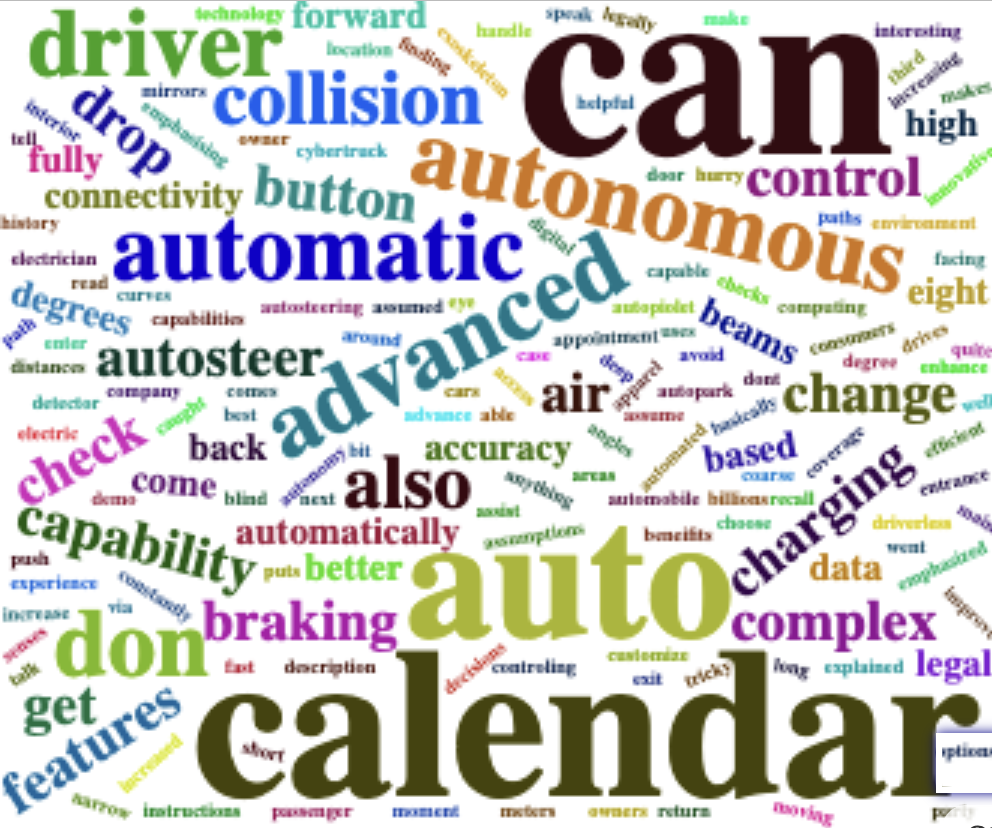 technology forward speak legally make
driver can interesting
handle
location finding exoskeleton
third
increasing
makes
mirrors collision helpful high
drop
interior emphasising
tell owner cybertruck autonomous
fully door hurry control innovative
connectivity button
history paths environment
automatic digital
electrician advanced capable facing
read curves checks eight
degrees
autosteering assumed eye autopiolet computing
path capabilities beams
enter around appointment uses consumers drives
distances autosteer case deep avoid degree quite
enhance
company comes cars access air apparel autopark dont change
detector best advance able assume basically well
caught
electric check back accuracy angles automated based coverage efficient
autonomy bit areas coarse
come also anything charging entrance
demo blind next automobile billions recall
capability assist
automatically assumptions benefits choose driverless
push auto went
puts better data emphasized
experience constantly
increase via braking complex
senses don
talk fast description decisions controling customize exit tricky long explained legal
get
features calendar
increased short options
narrow instructions passenger moment meters owners return moving